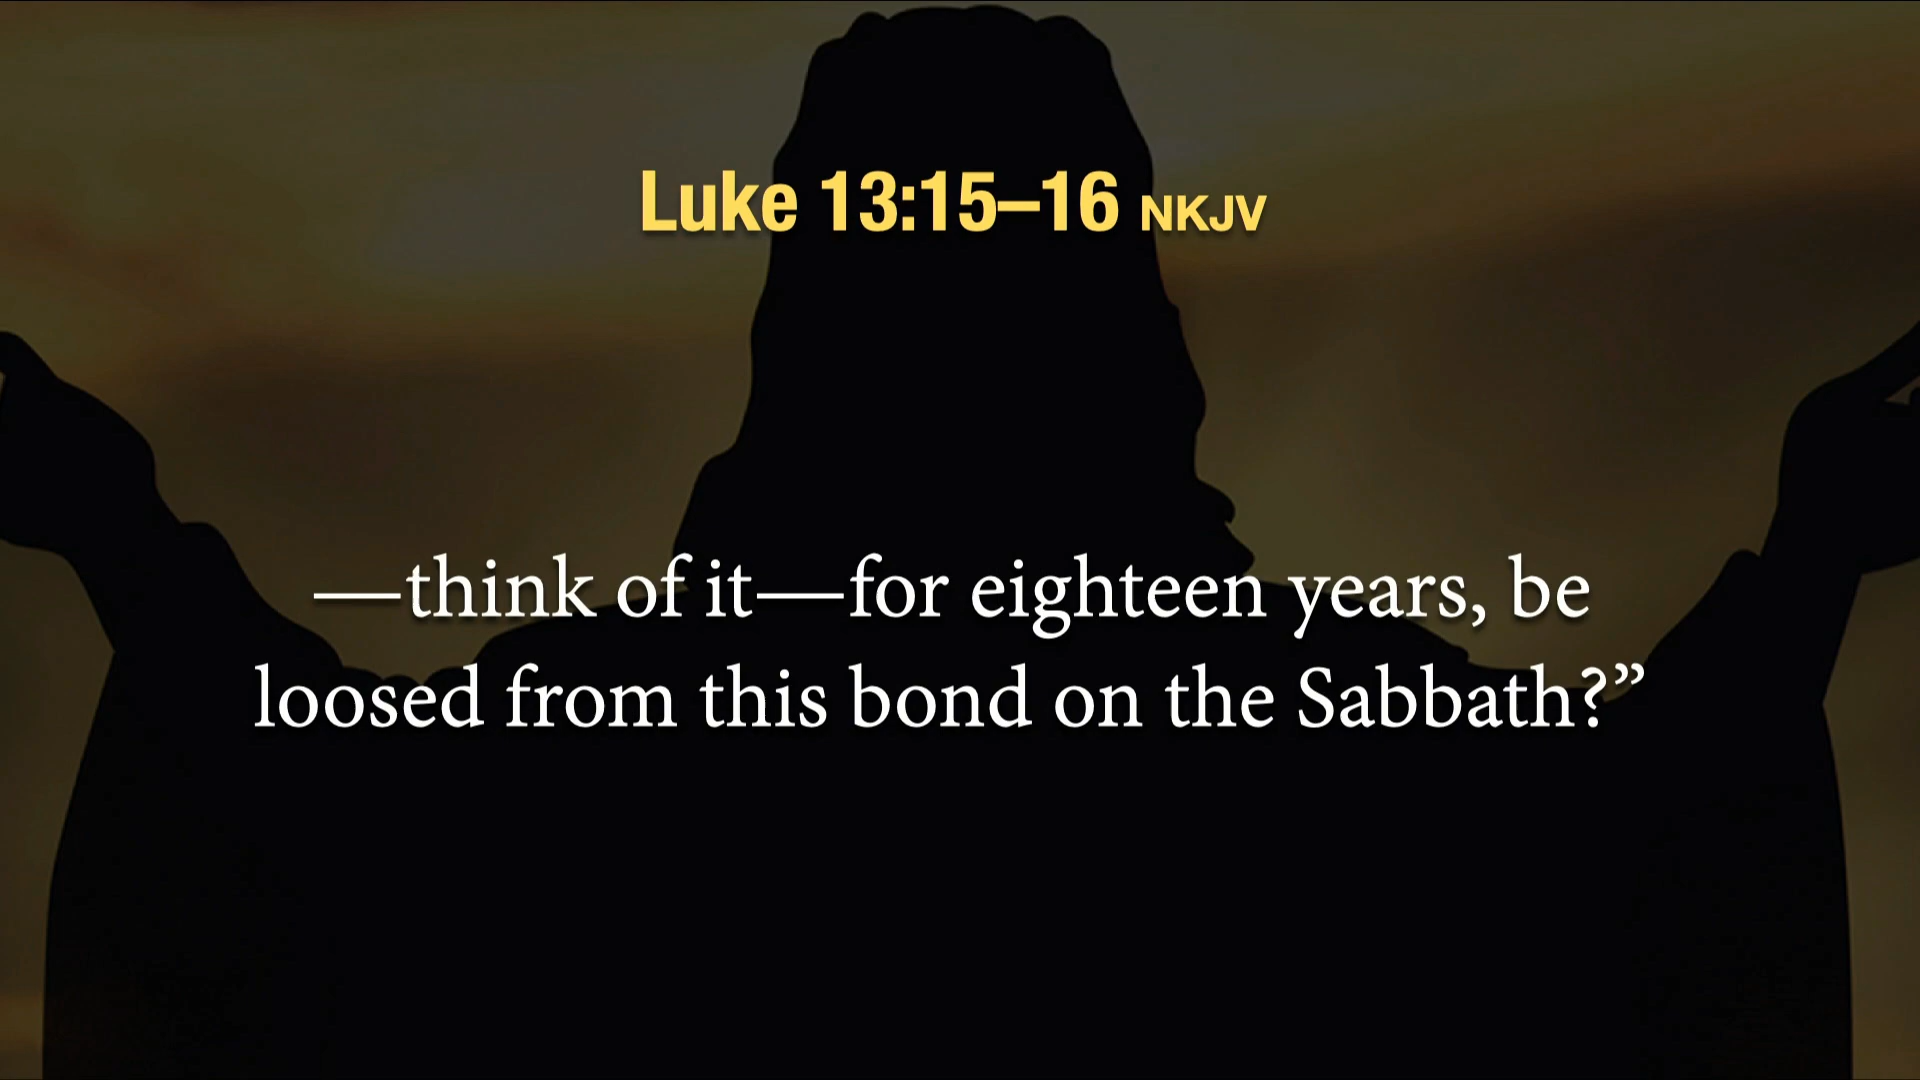 Luke 13:15–16 NKJV
—think of it—for eighteen years, be
loosed from this bond on the Sabbath?”